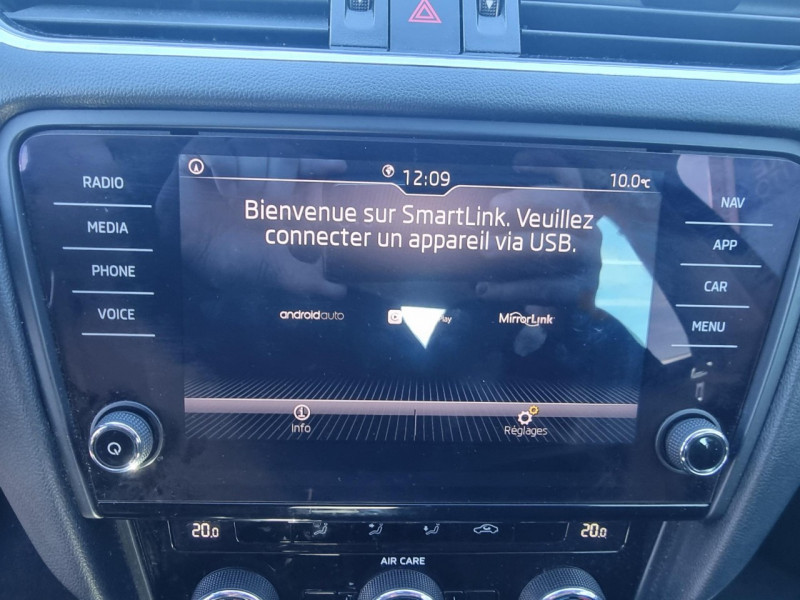 12:09
10.0°C
RADIO
MEDIA
PHONE
VOICE
Bienvenue sur SmartLink. Veuillez
connecter un appareil via USB.
androidauto
Play
MirrorLink
Info
Réglages
NAV
APP
CAR
MENU
20.0
20.0
AIR CARE